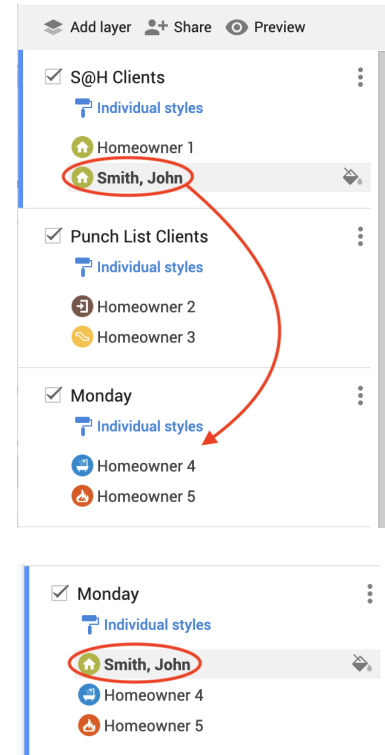 Add layer Share Preview
S@H Clients
Individual styles
Homeowner 1
Smith, John
Punch List Clients
Individual styles
Homeowner 2
Homeowner 3
Monday
Individual styles
Homeowner 4
Homeowner 5
Monday
Individual styles
Smith, John
Homeowner 4
Homeowner 5